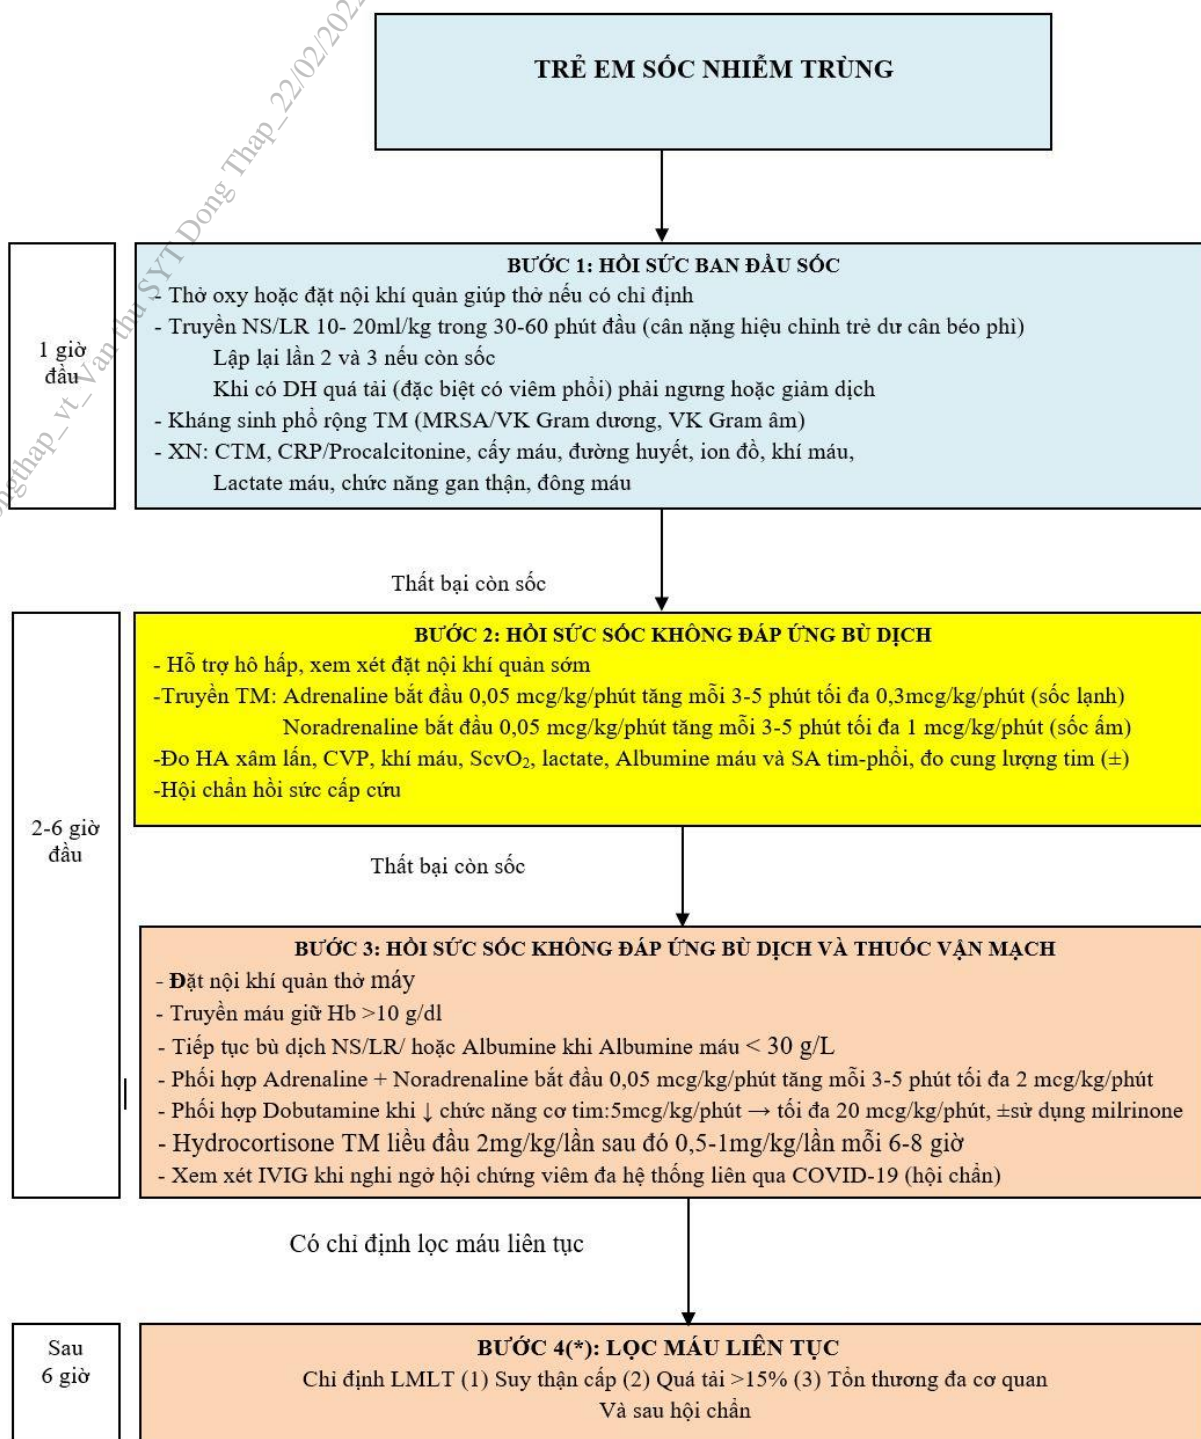 TRẺ EM SỐC NHIỄM TRÙNG
1 giờ
đầu
BƯỚC 1: HỒI SỨC BAN ĐẦU SỐC
- Thở oxy hoặc đặt nội khí quản giúp thở nếu có chỉ định
- Truyền NS/LR 10- 20ml/kg trong 30-60 phút đầu (cân nặng hiệu chỉnh trẻ dư cân béo phì)
Lập lại lần 2 và 3 nếu còn sốc
Khi có DH quá tải (đặc biệt có viêm phổi) phải ngưng hoặc giảm dịch
- Kháng sinh phổ rộng TM (MRSA/VK Gram dương, VK Gram âm)
- XN: CTM, CRP/Procalcitonine, cấy máu, đường huyết, ion đồ, khí máu,
Lactate máu, chức năng gan thận, đông máu
Thất bại còn sốc
2-6 giờ
đầu
BƯỚC 2: HỒI SỨC SỐC KHÔNG ĐÁP ỨNG BÙ DỊCH
- Hỗ trợ hô hấp, xem xét đặt nội khí quản sớm
-Truyền TM: Adrenaline bắt đầu 0,05 mcg/kg/phút tăng mỗi 3-5 phút tối đa 0,3mcg/kg/phút (sốc lạnh)
Noradrenaline bắt đầu 0,05 mcg/kg/phút tăng mỗi 3-5 phút tối đa 1 mcg/kg/phút (sốc ấm)
-Đo HA xâm lấn, CVP, khí máu, ScvO₂, lactate, Albumine máu và SA tim-phổi, đo cung lượng tim (±)
-Hội chẩn hồi sức cấp cứu
Thất bại còn sốc
BƯỚC 3: HỒI SỨC SỐC KHÔNG ĐÁP ỨNG BÙ DỊCH VÀ THUỐC VẬN MẠCH
- Đặt nội khí quản thở máy
- Truyền máu giữ Hb >10 g/dl
- Tiếp tục bù dịch NS/LR/ hoặc Albumine khi Albumine máu < 30 g/L
- Phối hợp Adrenaline + Noradrenaline bắt đầu 0,05 mcg/kg/phút tăng mỗi 3-5 phút tối đa 2 mcg/kg/phút
- Phối hợp Dobutamine khi ↓ chức năng cơ tim:5mcg/kg/phút → tối đa 20 mcg/kg/phút, ±sử dụng milrinone
- Hydrocortisone TM liều đầu 2mg/kg/lần sau đó 0,5-1mg/kg/lần mỗi 6-8 giờ
- Xem xét IVIG khi nghi ngờ hội chứng viêm đa hệ thống liên qua COVID-19 (hội chẩn)
Có chỉ định lọc máu liên tục
Sau
6 giờ
BƯỚC 4(*): LỌC MÁU LIÊN TỤC
Chỉ định LMLT (1) Suy thận cấp (2) Quá tải >15% (3) Tổn thương đa cơ quan
Và sau hội chẩn
ongthap_vt_Van thu SYT Dong Thap_22/02/2022